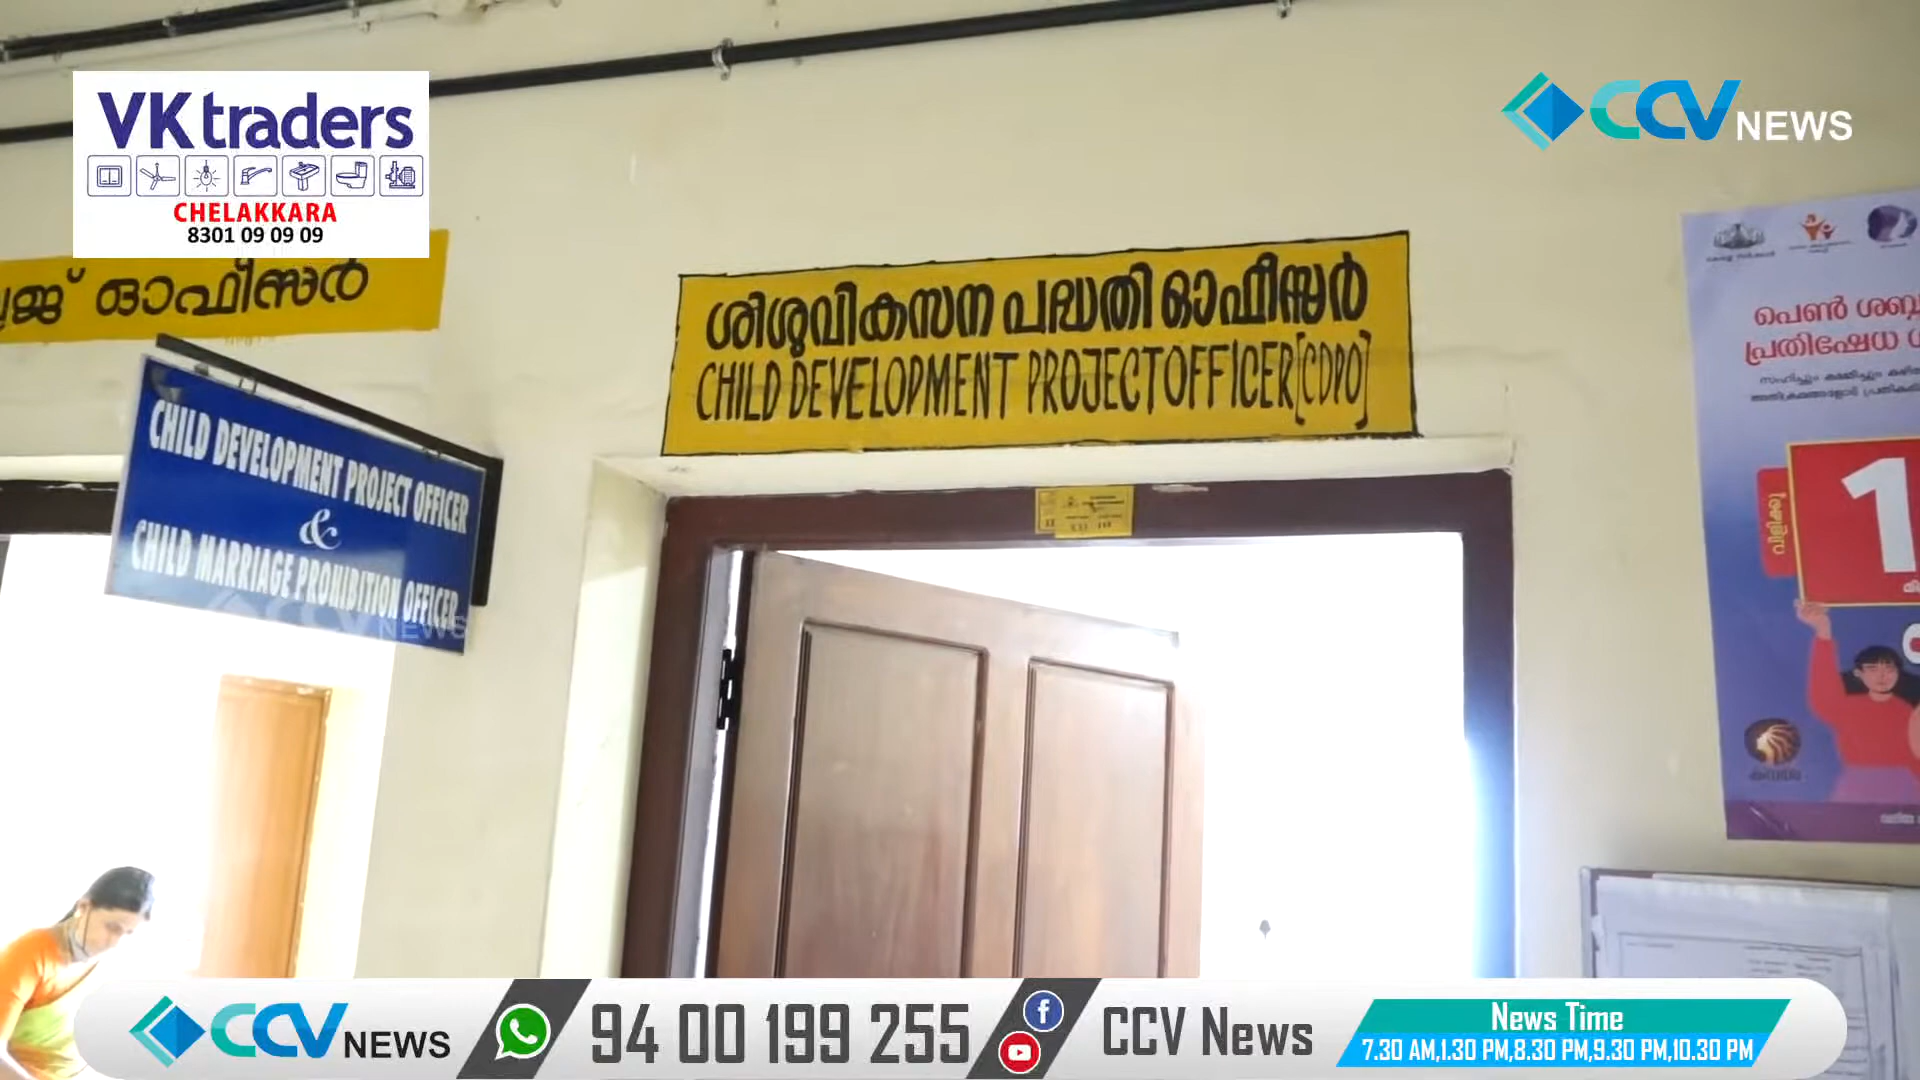 VK traders
CHELAKKARA
8301 09 09 09
CCV NEWS
ഓഫീസർ
ശിശുവികസന പദ്ധതി ഓഫീസർ
CHILD DEVELOPMENT PROJECT OFFICER [CDPO]
CHILD DEVELOPMENT PROJECT OFFICER
&
CHILD MARRIAGE PROHIBITION OFFICER
CCV NEWS
പെൺ
പ്രതിഷേധ
വിളിക്കൂ
1
CCV NEWS
94 00 199 255
CCV News
News Time
7.30 AM,1.30 PM,8.30 PM,9.30 PM,10.30 PM